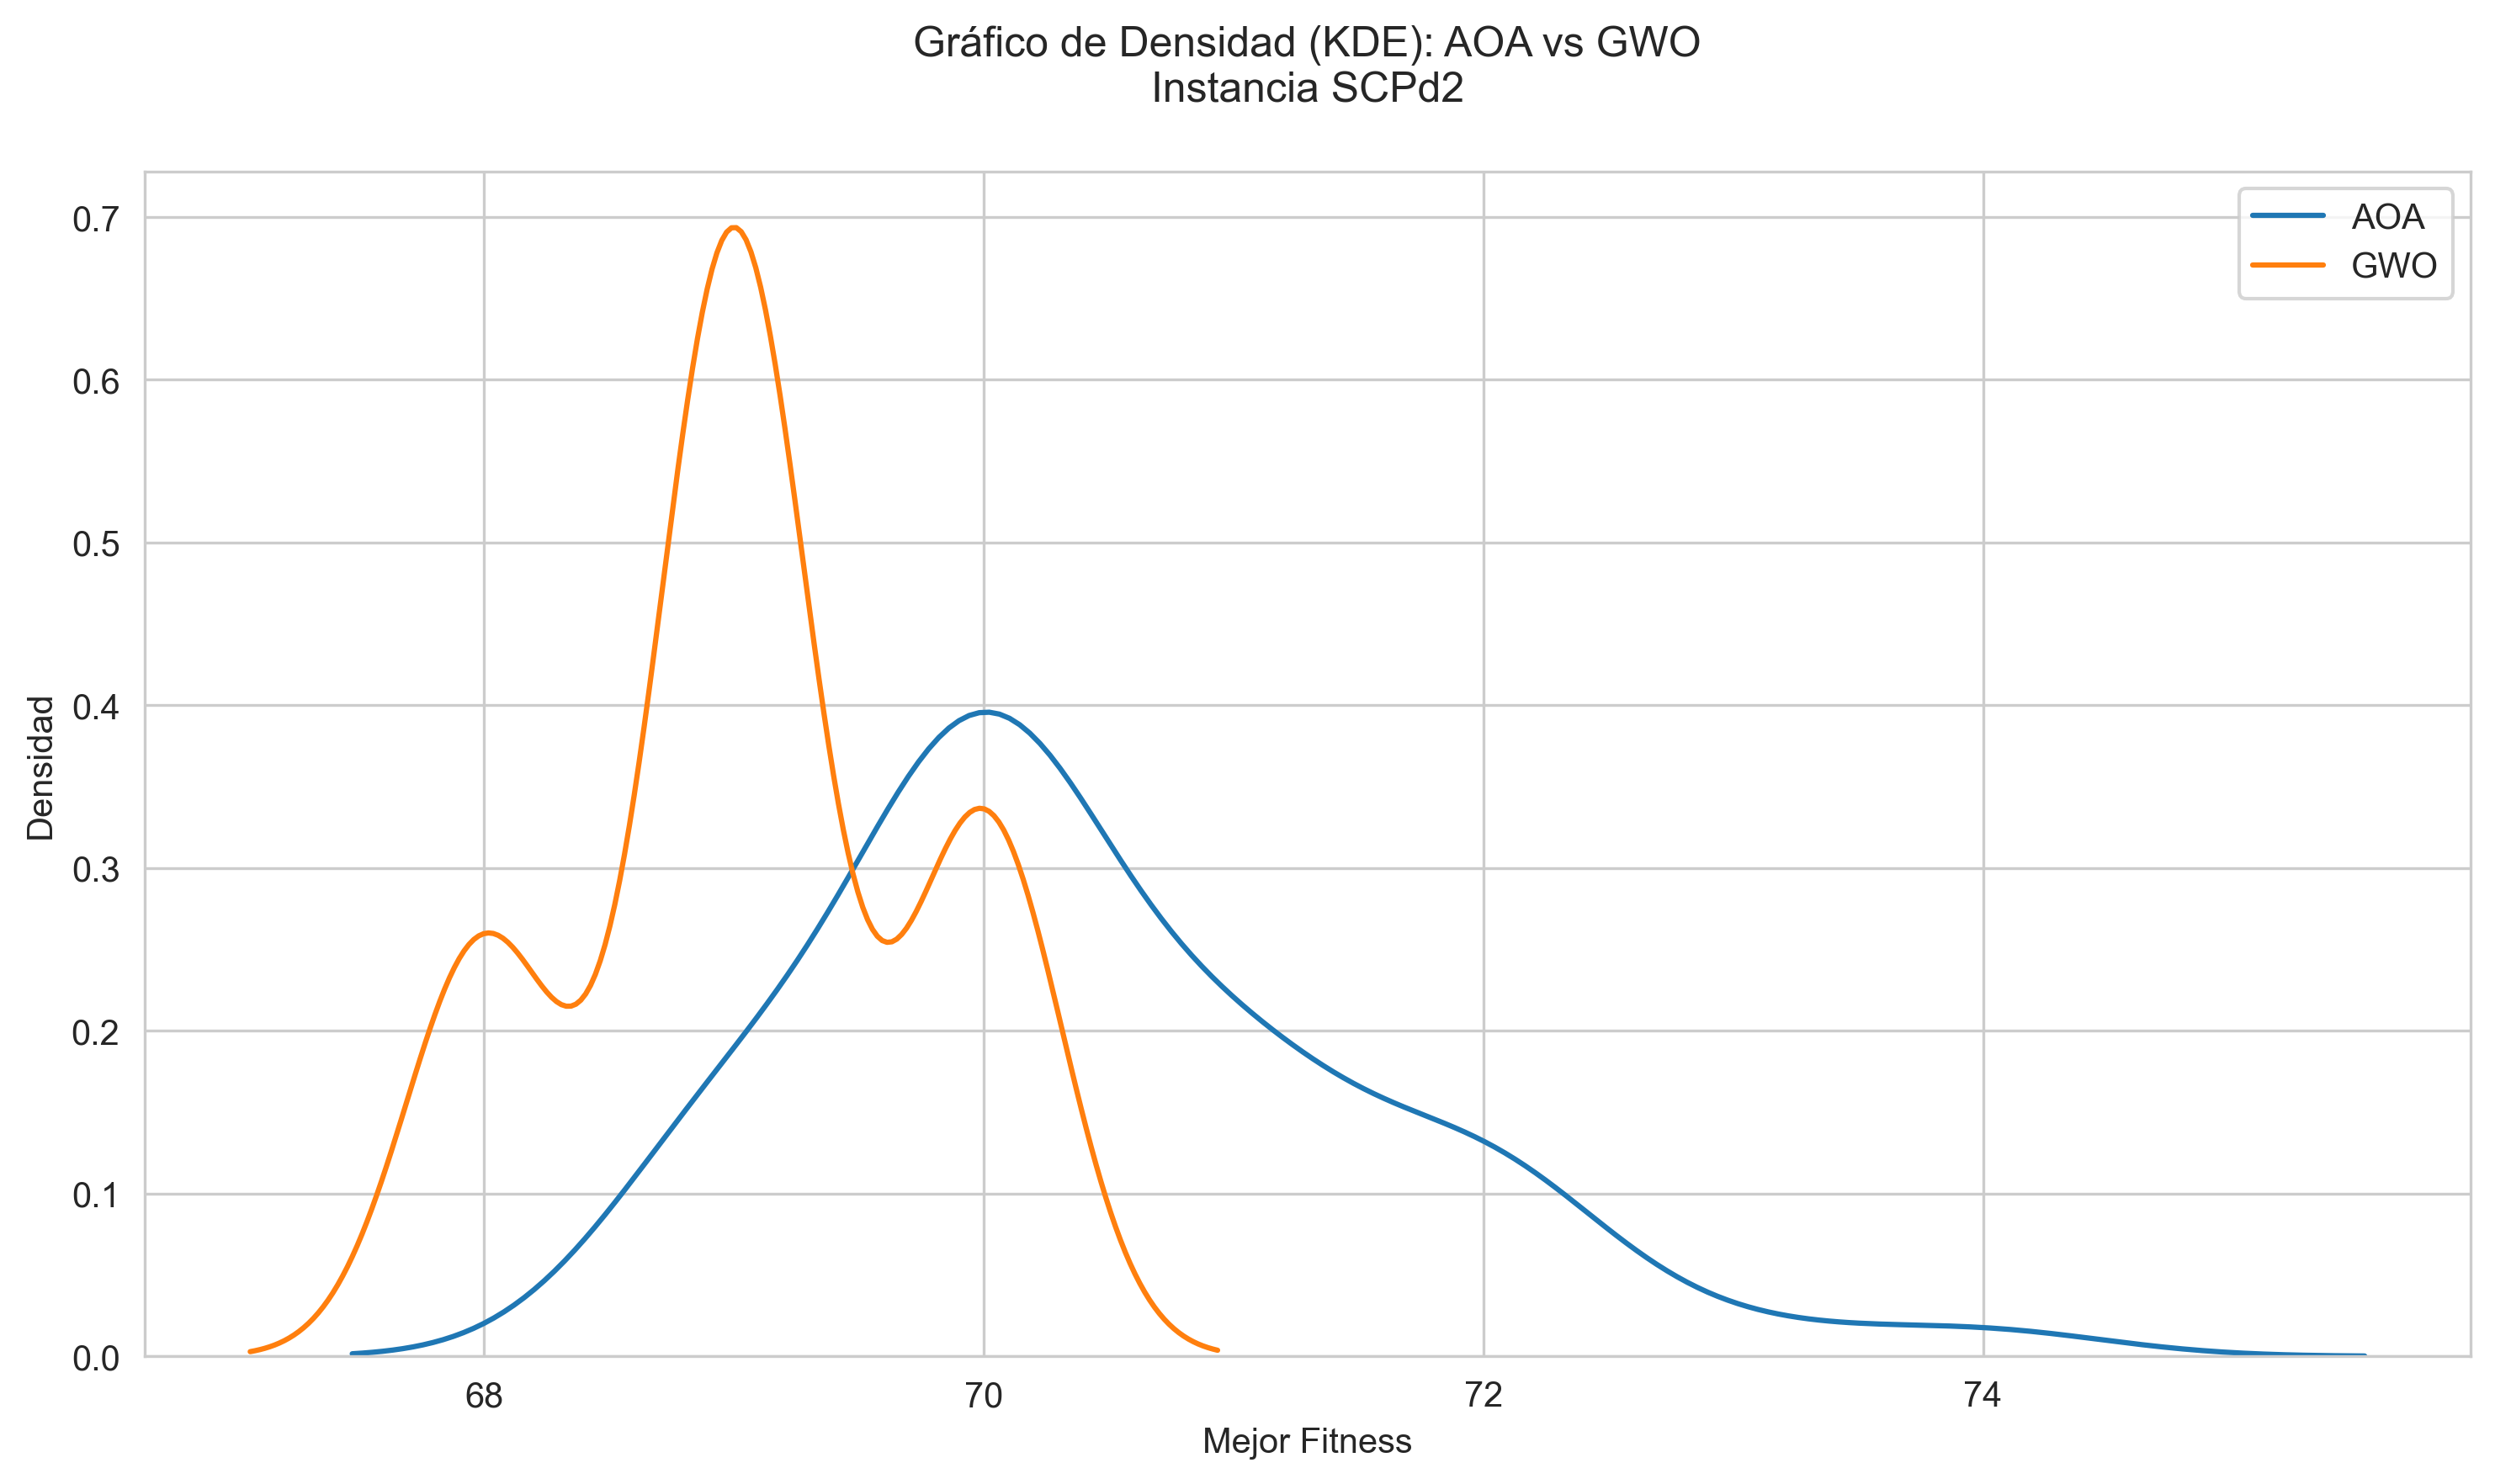 Gráfico de Densidad (KDE): AOA vs GWO
Instancia SCPd2
AOA
GWO
Densidad
0.7
0.6
0.5
0.4
0.3
0.2
0.1
0.0
68 70 72 74
Mejor Fitness